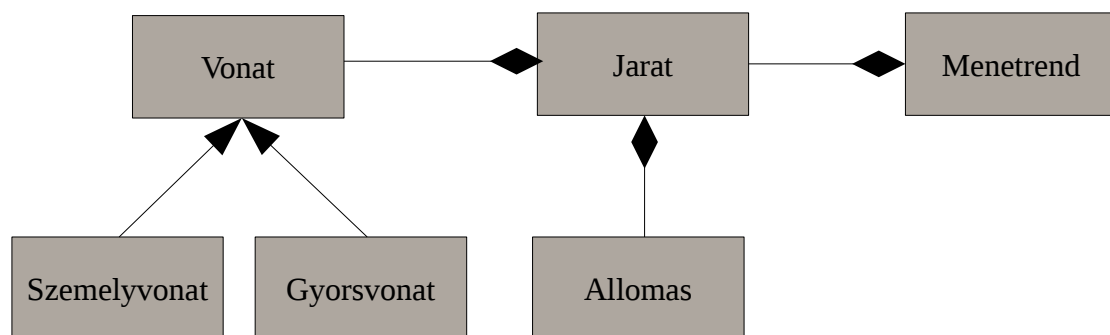 Vonat
Jarat
Menetrend
Szemelyvonat
Gyorsvonat
Allomas